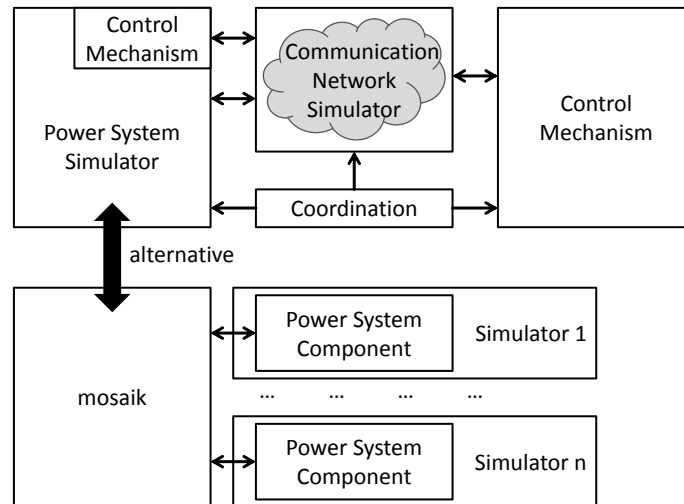 Control
Mechanism
Power System
Simulator
Communication
Network
Simulator
Control
Mechanism
Coordination
alternative
mosaik
Power System
Component
Simulator 1
... ... ... ...
Power System
Component
Simulator n